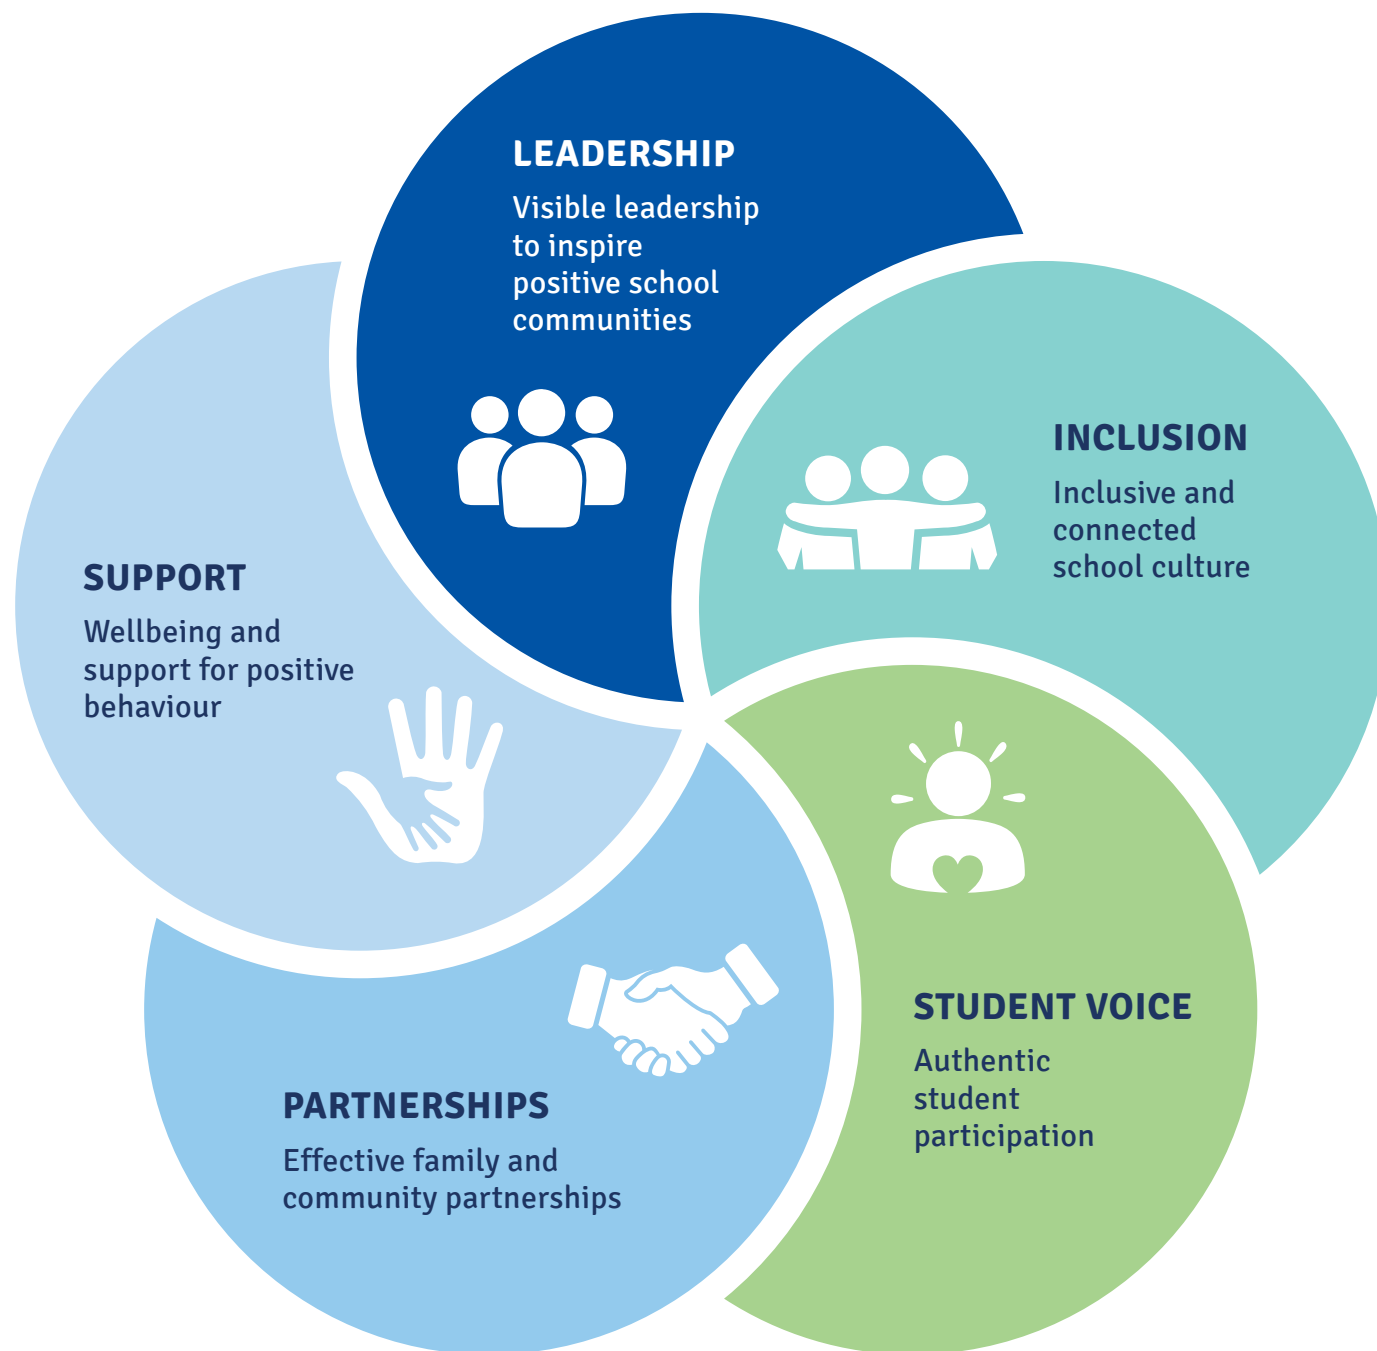 LEADERSHIP
Visible leadership
to inspire
positive school
communities
INCLUSION
Inclusive and
connected
school culture
STUDENT VOICE
Authentic
student
participation
PARTNERSHIPS
Effective family and
community partnerships
SUPPORT
Wellbeing and
support for positive
behaviour